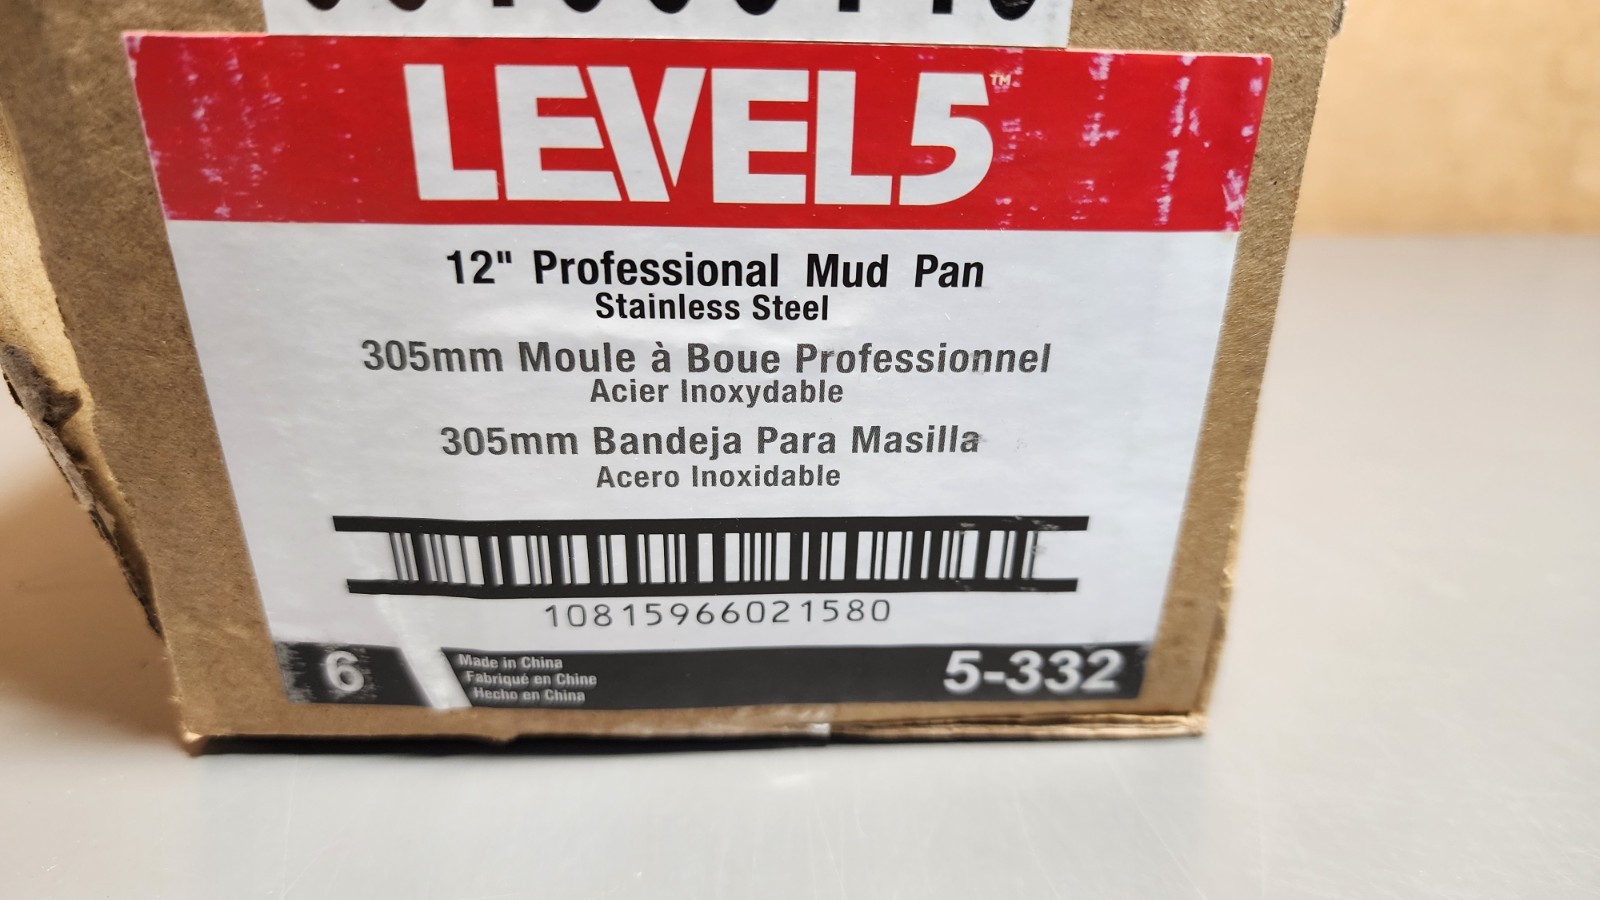 LEVEL5™
12" Professional Mud Pan
Stainless Steel
305mm Moule à Boue Professionnel
Acier Inoxydable
305mm Bandeja Para Masilla
Acero Inoxidable
10815966021580
6
Made in China
Fabriqué en Chine
Hecho en China
5-332